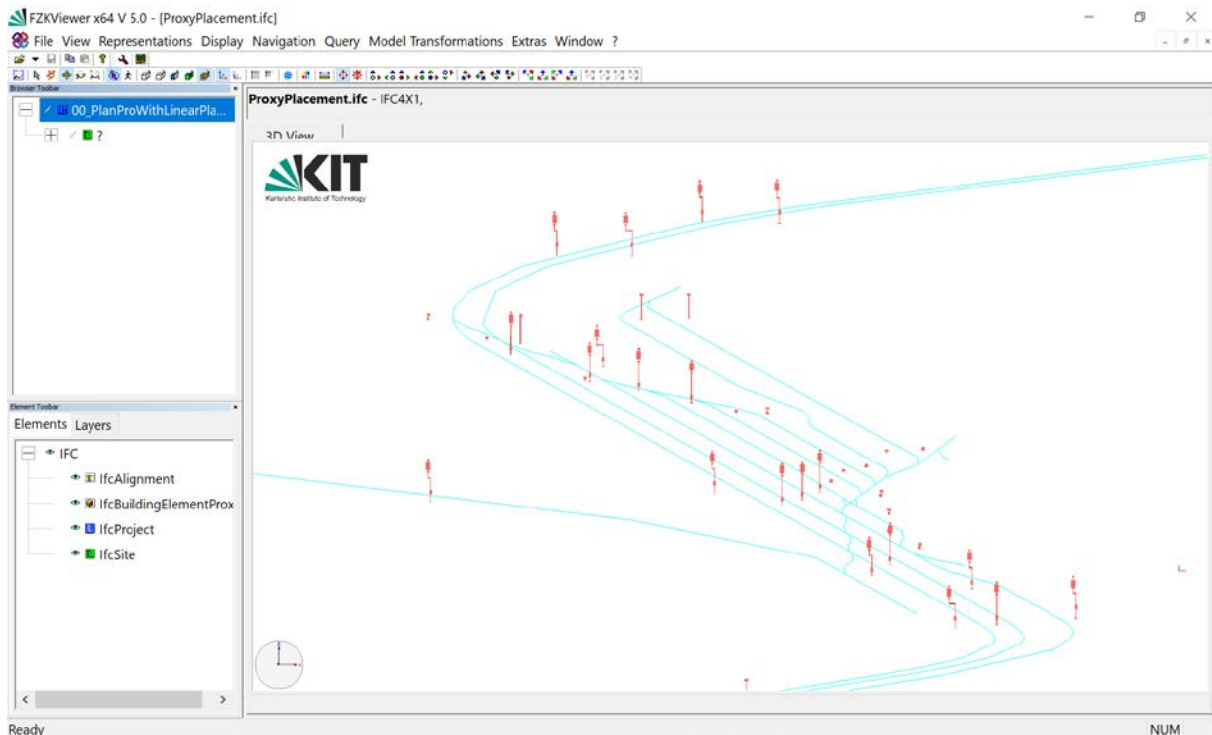 FZKViewer x64 V 5.0 - [ProxyPlacement.ifc]
File View Representations Display Navigation Query Model Transformations Extras Window ?
Browser Toolbar
ProxyPlacement.ifc - IFC4X1,
00_PlanProWithLinearPla...
?
3D View
KIT
Karlsruhe Institute of Technology
Element Toolbar
Elements Layers
IFC
IfcAlignment
IfcBuildingElementProx
IfcProject
IfcSite
Ready
NUM